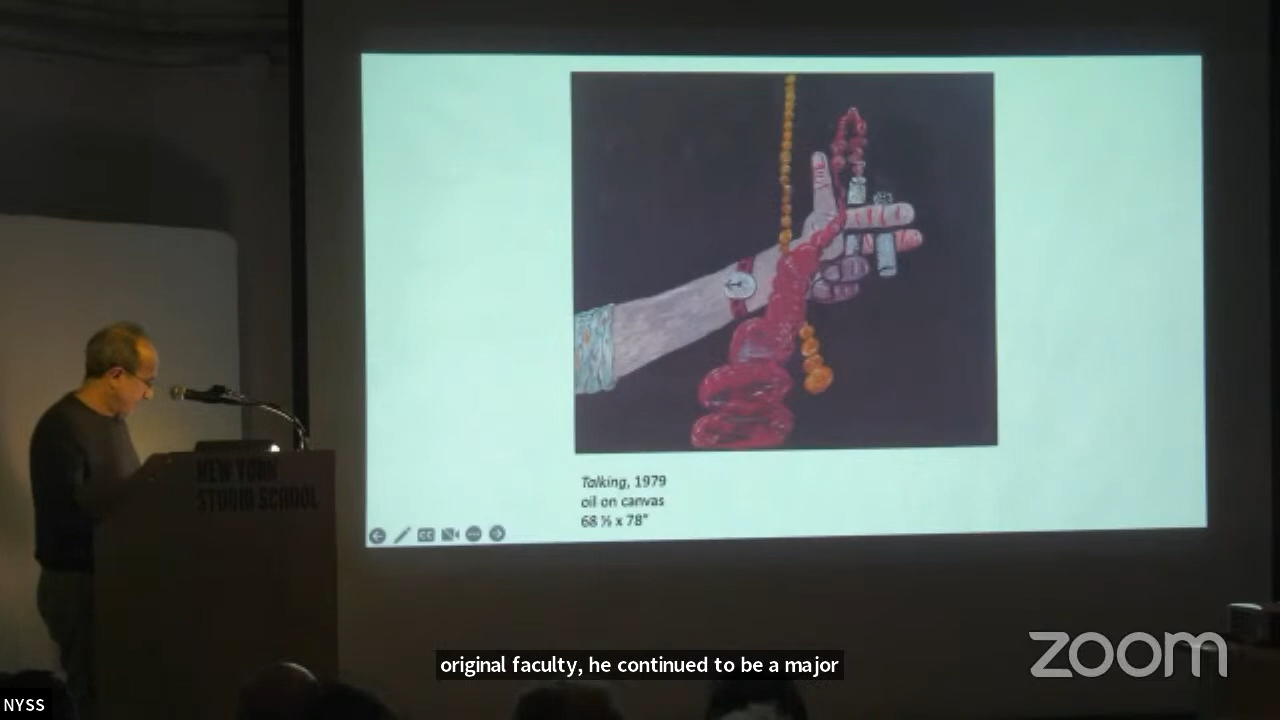 Talking, 1979
oil on canvas
68 ½ x 78"
NEW YORK
STUDIO SCHOOL
original faculty, he continued to be a major
zoom
NYSS